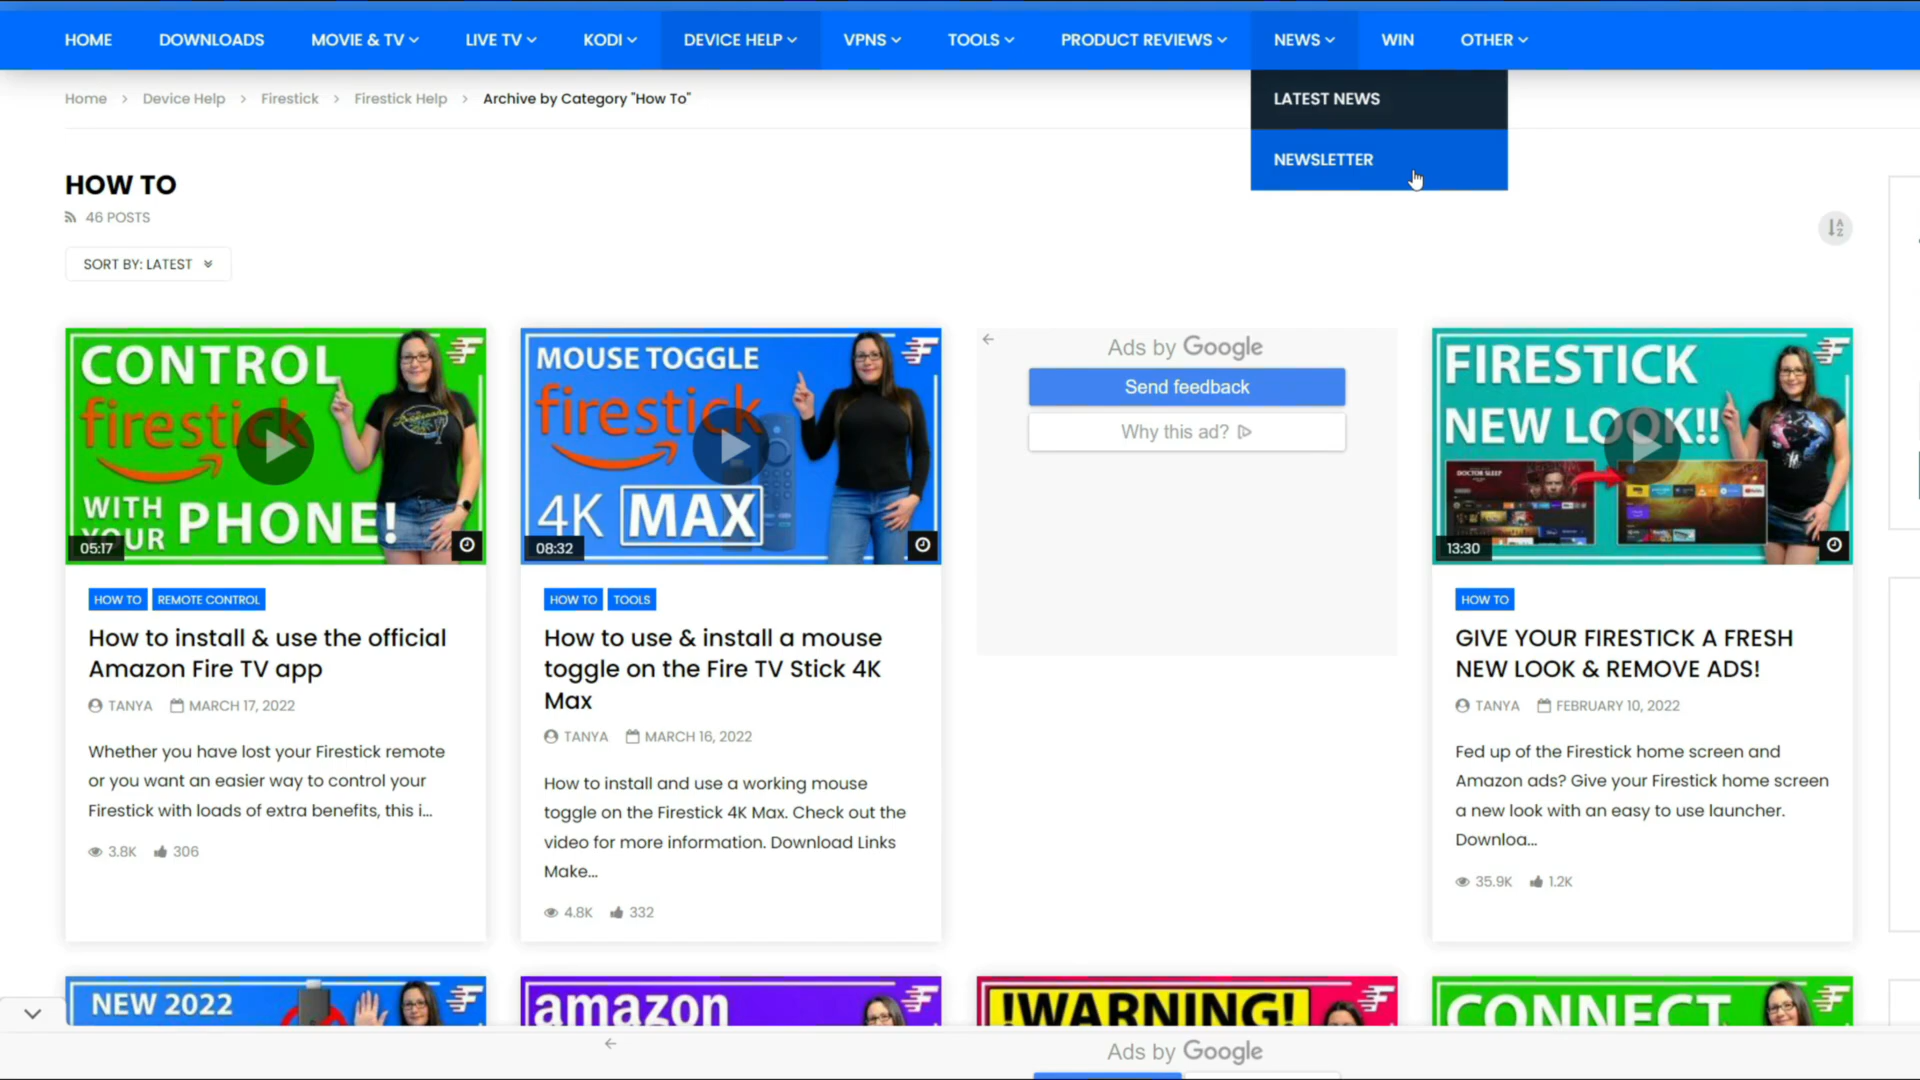 HOME DOWNLOADS MOVIE & TV LIVE TV KODI DEVICE HELP VPNS TOOLS PRODUCT REVIEWS NEWS WIN OTHER
LATEST NEWS
NEWSLETTER
Home > Device Help > Firestick > Firestick Help > Archive by Category "How To"
HOW TO
46 POSTS
SORT BY: LATEST
CONTROL
firestick
WITH
YOUR PHONE!
05:17
HOW TO REMOTE CONTROL
How to install & use the official
Amazon Fire TV app
TANYA MARCH 17, 2022
Whether you have lost your Firestick remote
or you want an easier way to control your
Firestick with loads of extra benefits, this i...
3.8K 306
MOUSE TOGGLE
firestick
4K MAX
08:32
HOW TO TOOLS
How to use & install a mouse
toggle on the Fire TV Stick 4K
Max
TANYA MARCH 16, 2022
How to install and use a working mouse
toggle on the Firestick 4K Max. Check out the
video for more information. Download Links
Make...
4.8K 332
Ads by Google
Send feedback
Why this ad?
FIRESTICK
NEW LOOK!!
DOCTOR SLEEP
13:30
HOW TO
GIVE YOUR FIRESTICK A FRESH
NEW LOOK & REMOVE ADS!
TANYA FEBRUARY 10, 2022
Fed up of the Firestick home screen and
Amazon ads? Give your Firestick home screen
a new look with an easy to use launcher.
Downloa...
35.9K 1.2K
NEW 2022
amazon
!WARNING!
CONNECT
Ads by Google